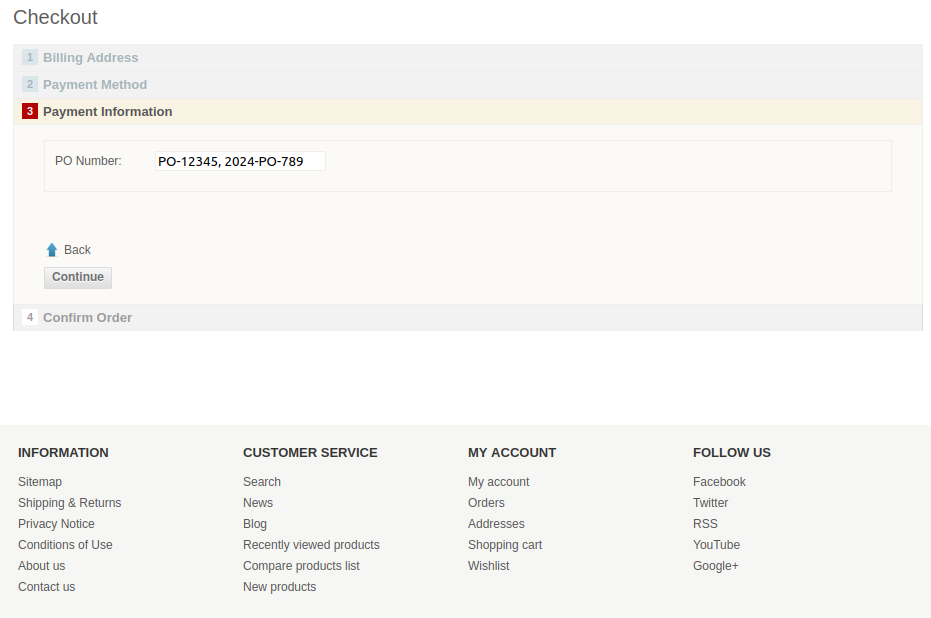 Checkout
1 Billing Address
2 Payment Method
3 Payment Information
PO Number: PO-12345, 2024-PO-789
Back
Continue
4 Confirm Order
INFORMATION
Sitemap
Shipping & Returns
Privacy Notice
Conditions of Use
About us
Contact us
CUSTOMER SERVICE
Search
News
Blog
Recently viewed products
Compare products list
New products
MY ACCOUNT
My account
Orders
Addresses
Shopping cart
Wishlist
FOLLOW US
Facebook
Twitter
RSS
YouTube
Google+